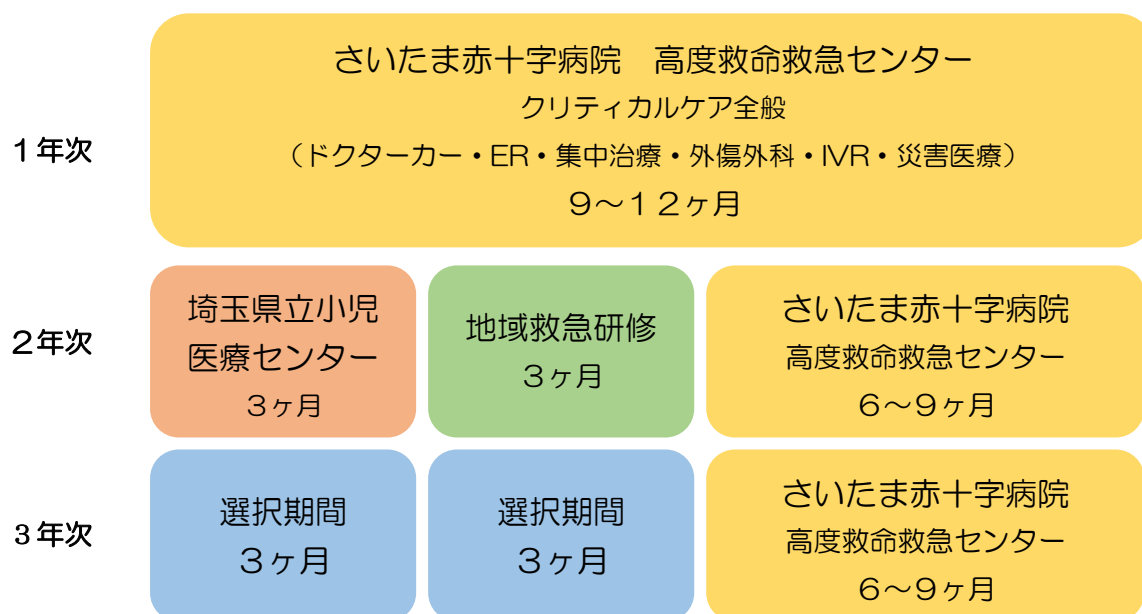 １年次
さいたま赤十字病院　高度救命救急センター
クリティカルケア全般
（ドクターカー・ER・集中治療・外傷外科・IVR・災害医療）
９～１２ヶ月
２年次
埼玉県立小児
医療センター
３ヶ月
地域救急研修
３ヶ月
さいたま赤十字病院
高度救命救急センター
６～９ヶ月
３年次
選択期間
３ヶ月
選択期間
３ヶ月
さいたま赤十字病院
高度救命救急センター
６～９ヶ月